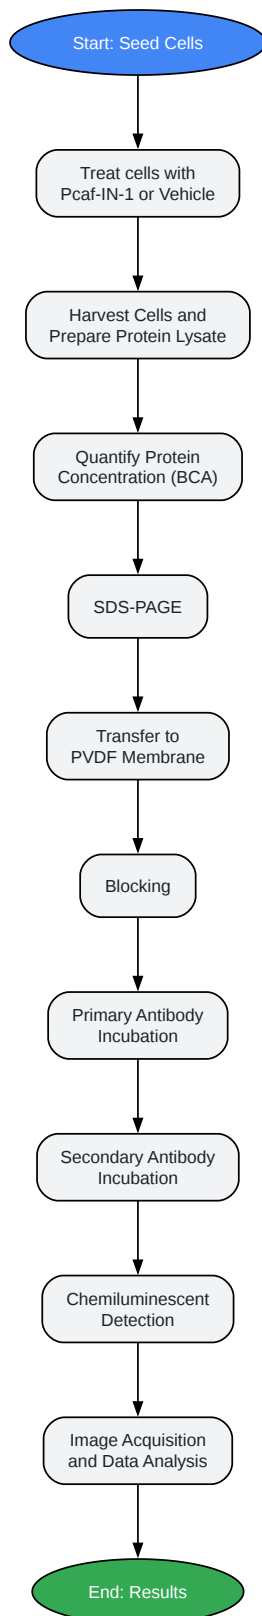 Start: Seed Cells
Treat cells with
Pcaf-IN-1 or Vehicle
Harvest Cells and
Prepare Protein Lysate
Quantify Protein
Concentration (BCA)
SDS-PAGE
Transfer to
PVDF Membrane
Blocking
Primary Antibody
Incubation
Secondary Antibody
Incubation
Chemiluminescent
Detection
Image Acquisition
and Data Analysis
End: Results